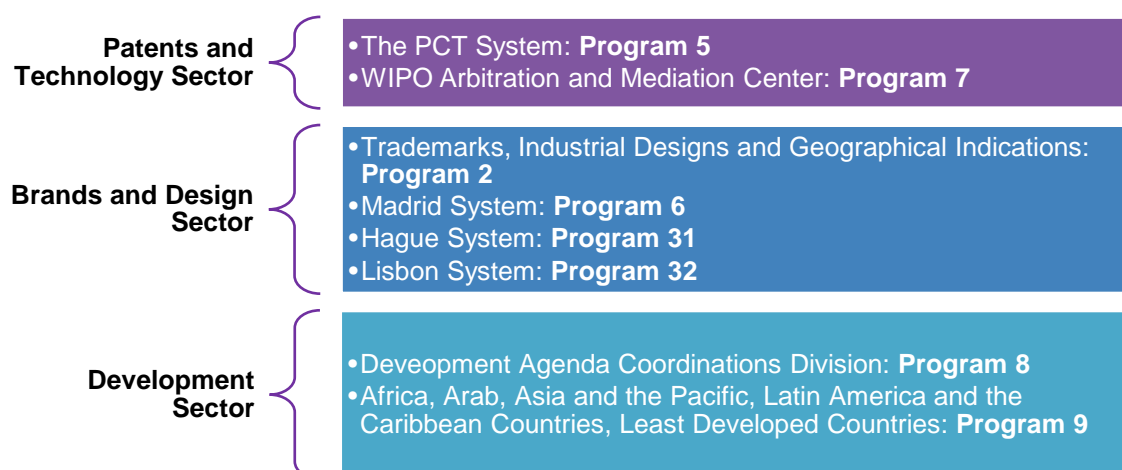 Patents and
Technology Sector
•The PCT System: Program 5
•WIPO Arbitration and Mediation Center: Program 7
Brands and Design
Sector
•Trademarks, Industrial Designs and Geographical Indications:
Program 2
•Madrid System: Program 6
•Hague System: Program 31
•Lisbon System: Program 32
Development
Sector
•Deveopment Agenda Coordinations Division: Program 8
•Africa, Arab, Asia and the Pacific, Latin America and the
Caribbean Countries, Least Developed Countries: Program 9